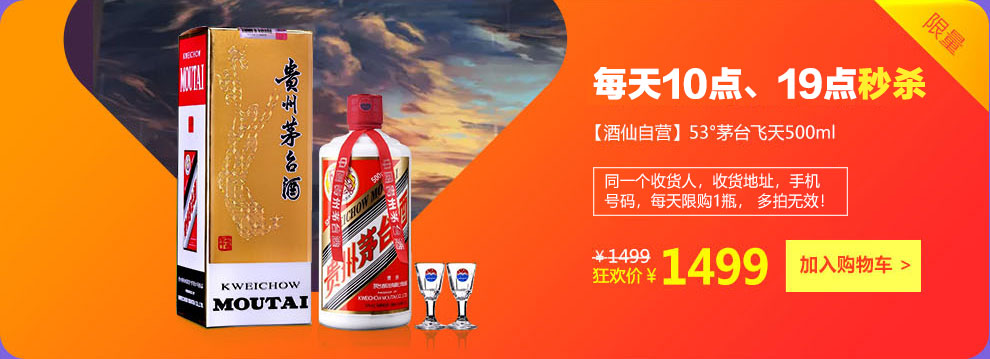 限量
每天10点、19点秒杀
【酒仙自营】53°茅台飞天500ml
同一个收货人，收货地址，手机
号码，每天限购1瓶， 多拍无效！
￥1499
狂欢价￥1499
加入购物车 >
KWEICHOW
MOUTAI
贵州茅台酒
KWEICHOW
MOUTAI
500
KWEICHOW M
贵州茅台